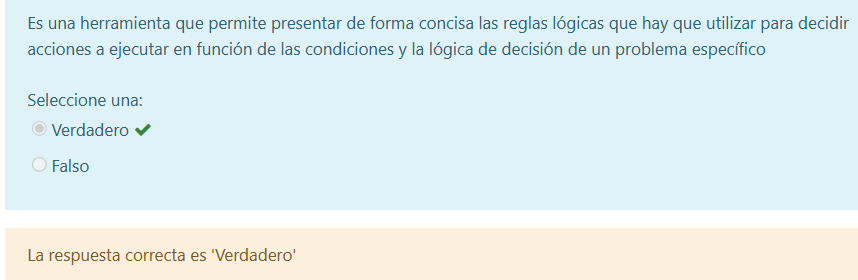 Es una herramienta que permite presentar de forma concisa las reglas lógicas que hay que utilizar para decidir
acciones a ejecutar en función de las condiciones y la lógica de decisión de un problema específico
Seleccione una:
Verdadero
Falso
La respuesta correcta es 'Verdadero'